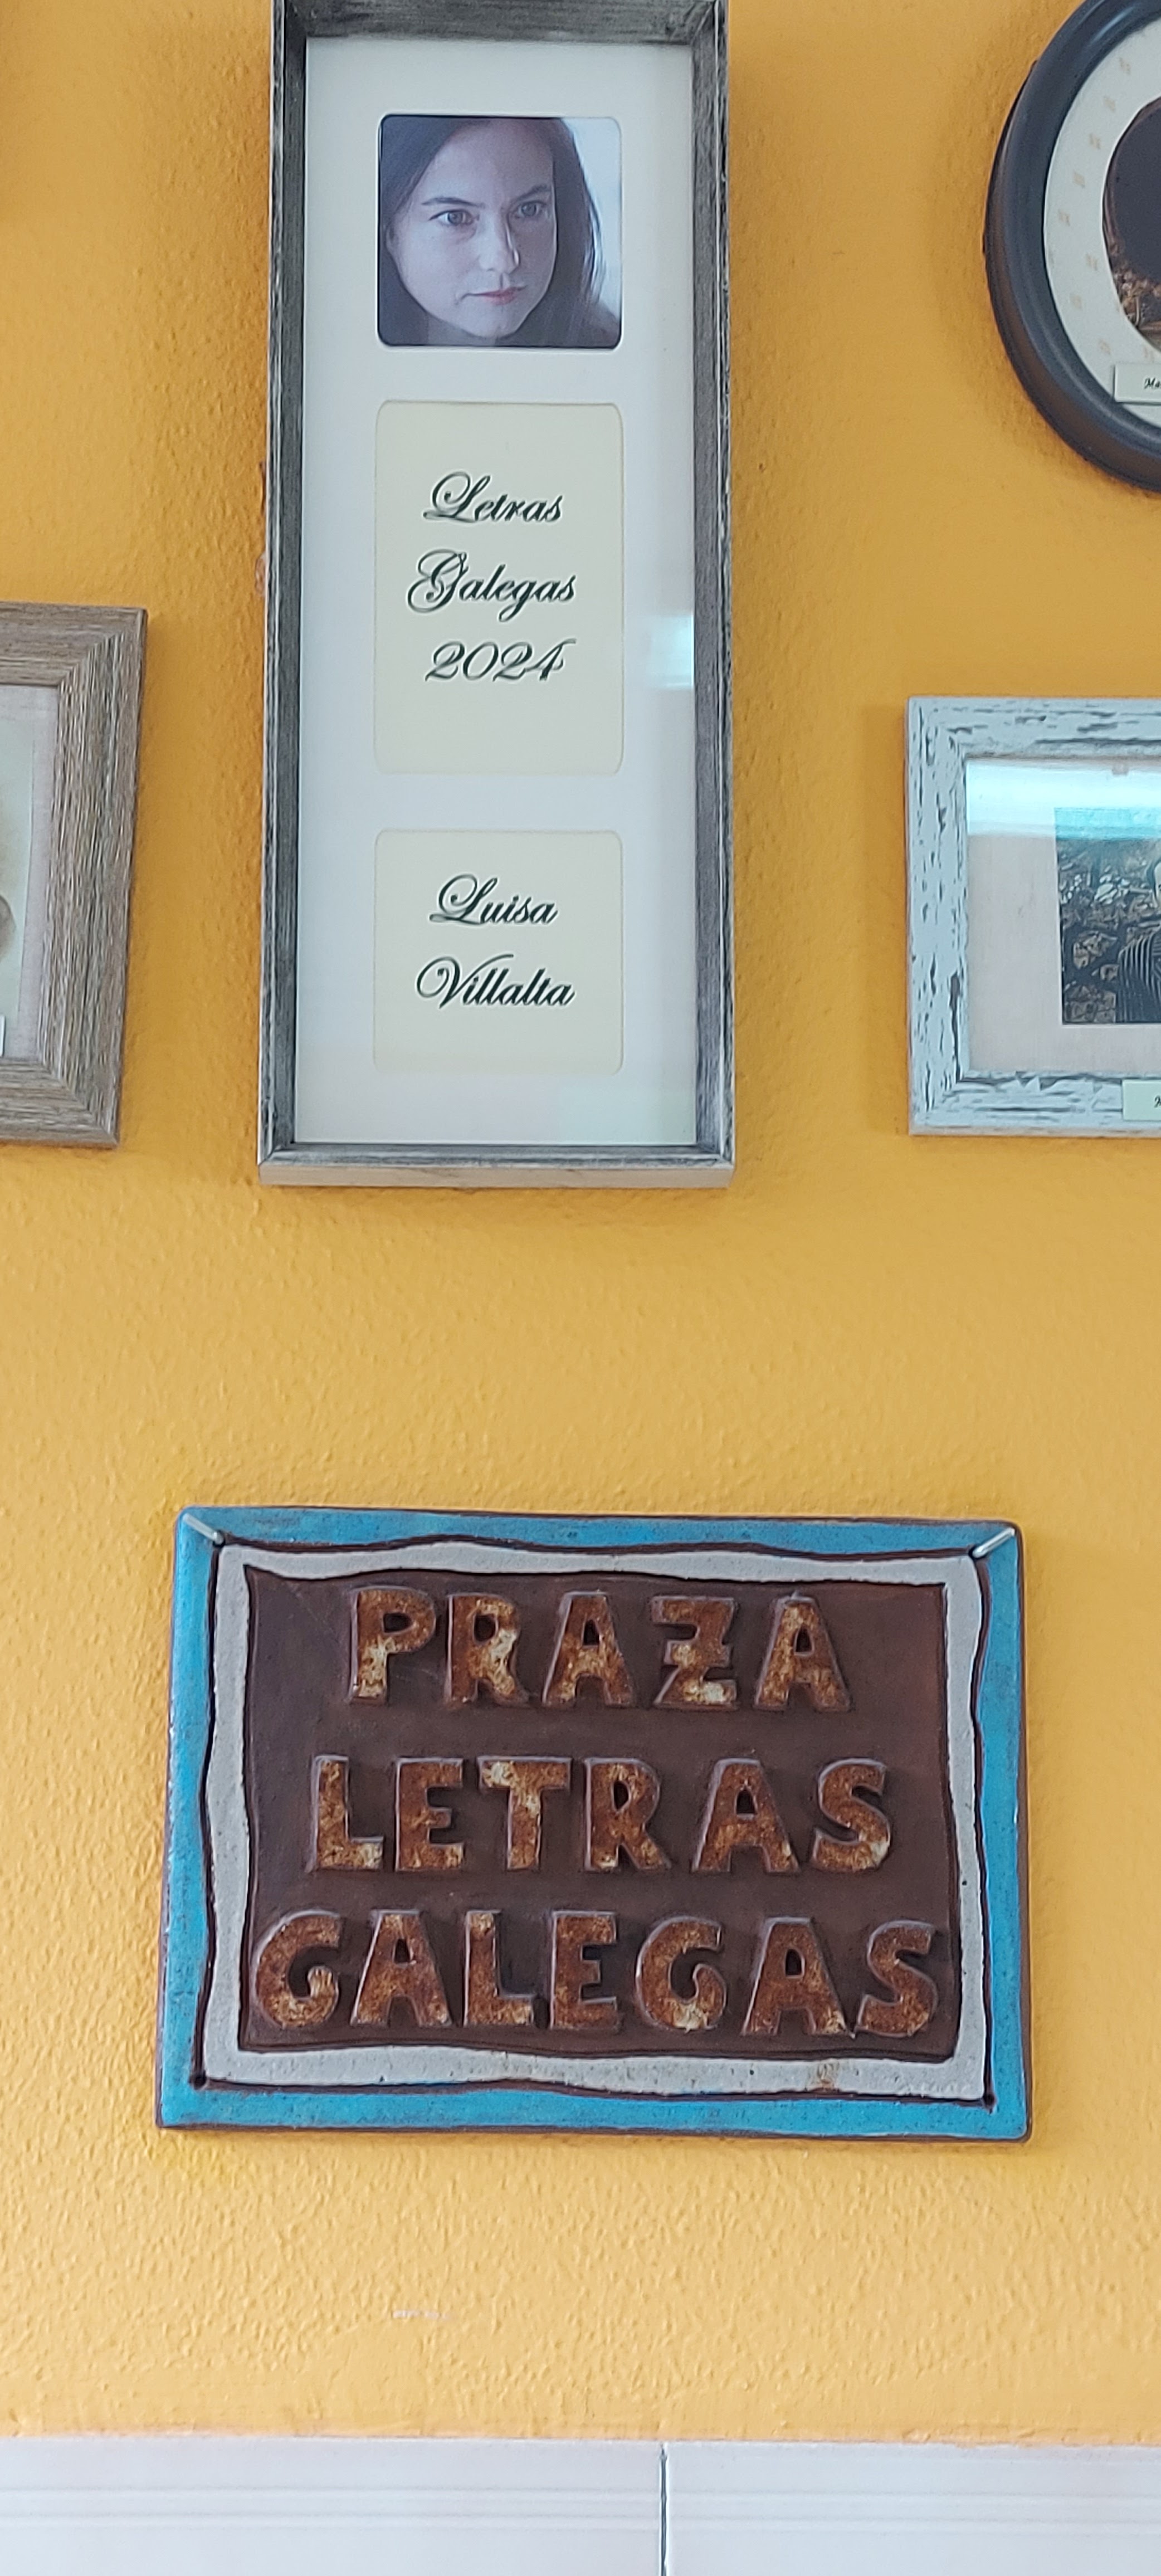 Letras
Galegas
2024
Luisa
Villalta
PRAZA
LETRAS
GALEGAS